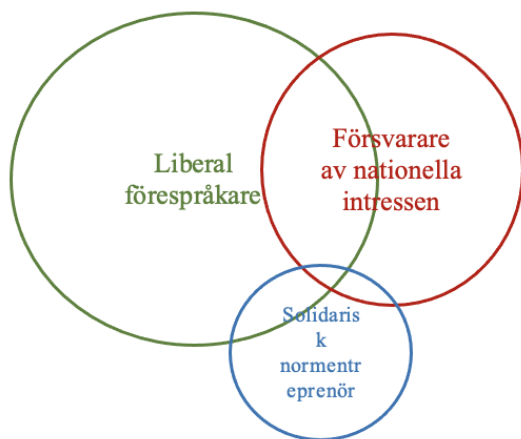 Liberal
förespråkare
Försvarare
av nationella
intressen
Solidaris
k
normentr
eprenör